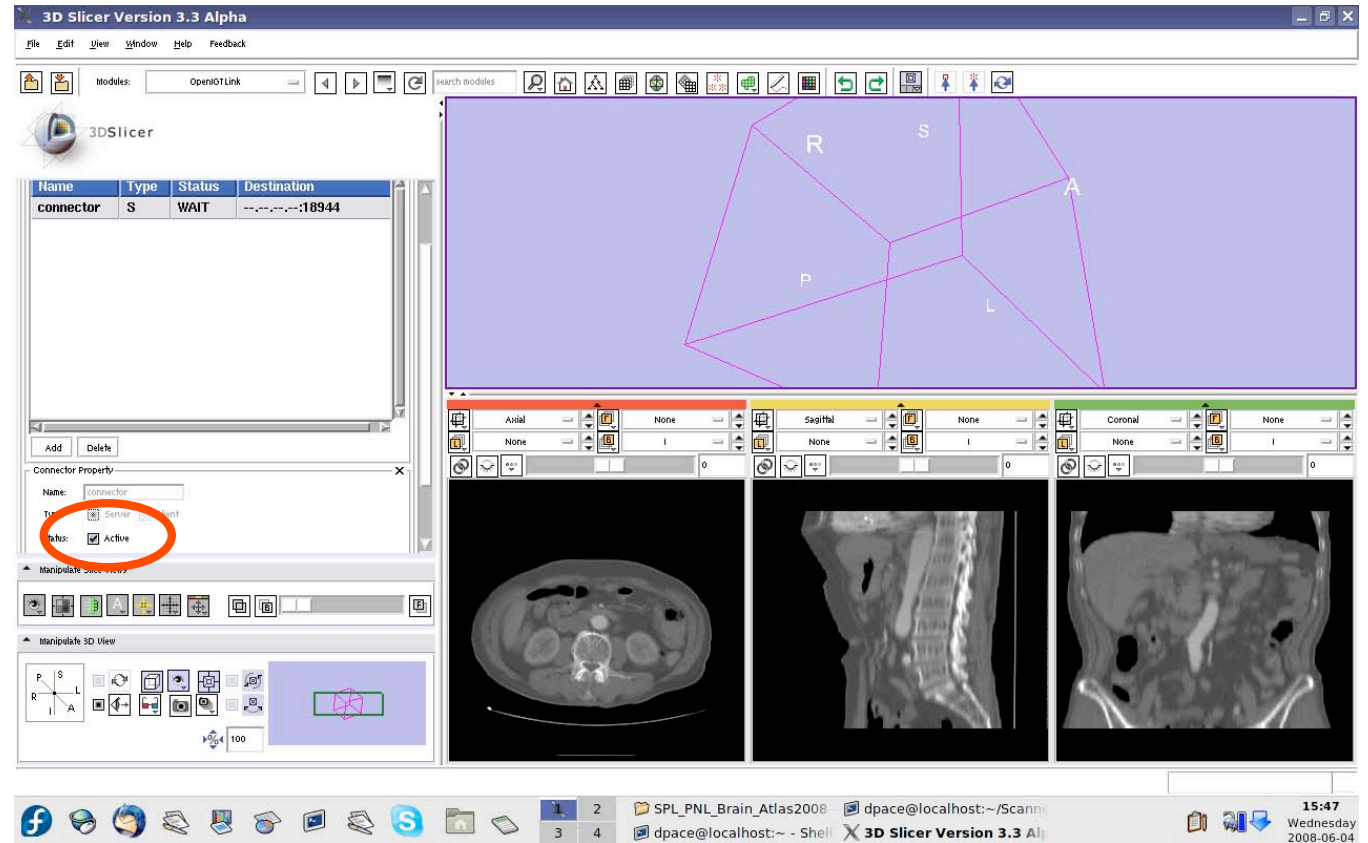 3D Slicer Version 3.3 Alpha
File Edit View Window Help Feedback
Modules: OpenIGTLink search modules
3DSlicer
R S A P L
Name Type Status Destination
connector S WAIT --.--.--.--:18944
Add Delete
Connector Property
Name: connector
Server
Active
Manipulate Slice Views
Manipulate 3D View
P S
R L
I A
100
Axial None
None I
0
Sagittal None
None I
0
Coronal None
None I
0
1 2
3 4
SPL_PNL_Brain_Atlas2008 -
dpace@localhost:~ - Shell
dpace@localhost:~/Scann
3D Slicer Version 3.3 Alp
15:47
Wednesday
2008-06-04